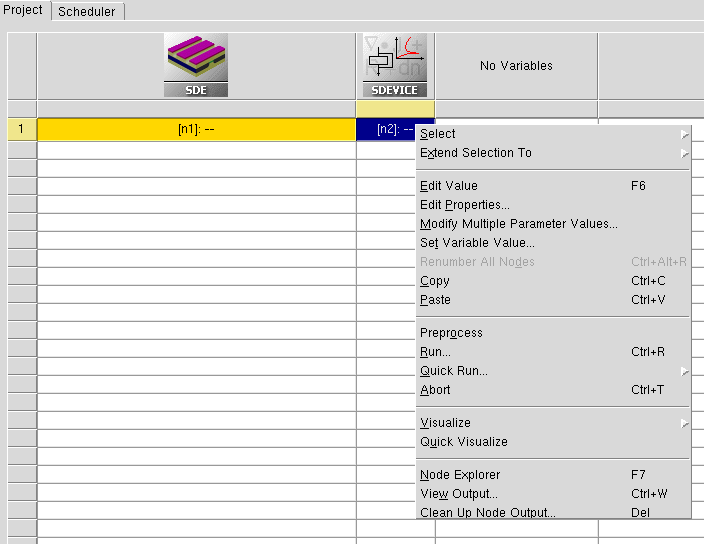 Project Scheduler
SDE SDEVICE No Variables
1 [n1]: -- [n2]: --
Select
Extend Selection To
Edit Value F6
Edit Properties...
Modify Multiple Parameter Values...
Set Variable Value...
Renumber All Nodes Ctrl+Alt+R
Copy Ctrl+C
Paste Ctrl+V
Preprocess
Run... Ctrl+R
Quick Run...
Abort Ctrl+T
Visualize
Quick Visualize
Node Explorer F7
View Output... Ctrl+W
Clean Up Node Output... Del